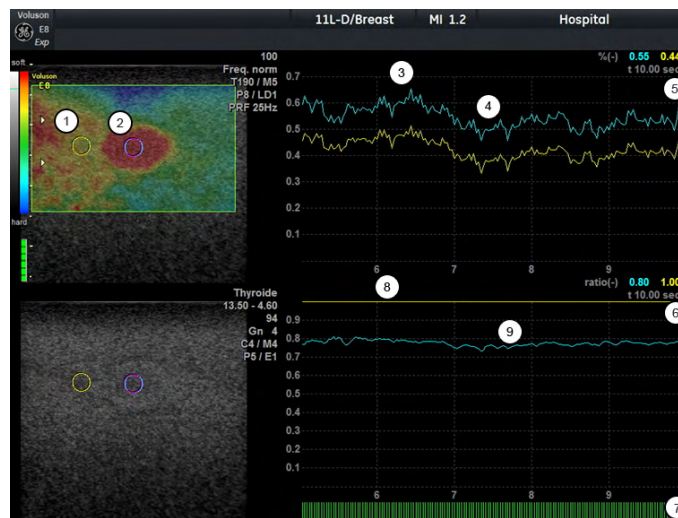 Voluson
E8
Exp
11L-D/Breast MI 1.2 Hospital
soft
Voluson
E8
hard
100
Freq. norm
T190 / M5
P8 / LD1
PRF 25Hz
1
2
%(-) 0.55 0.44
t 10.00 sec
0.7
0.6
0.5
0.4
0.3
0.2
0.1
3
4
5
6 7 8 9
Thyroide
13.50 - 4.60
94
Gn 4
C4 / M4
P5 / E1
ratio(-) 0.80 1.00
t 10.00 sec
8
6
9
0.9
0.8
0.7
0.6
0.5
0.4
0.3
0.2
0.1
6 7 8 9
7